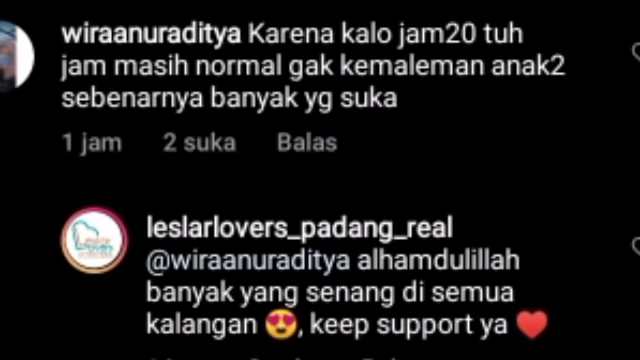 wiraanuraditya Karena kalo jam20 tuh
jam masih normal gak kemaleman anak2
sebenarnya banyak yg suka
1 jam 2 suka Balas
leslarlovers_padang_real
@wiraanuraditya alhamdulillah
banyak yang senang di semua
kalangan 😍, keep support ya ♥️